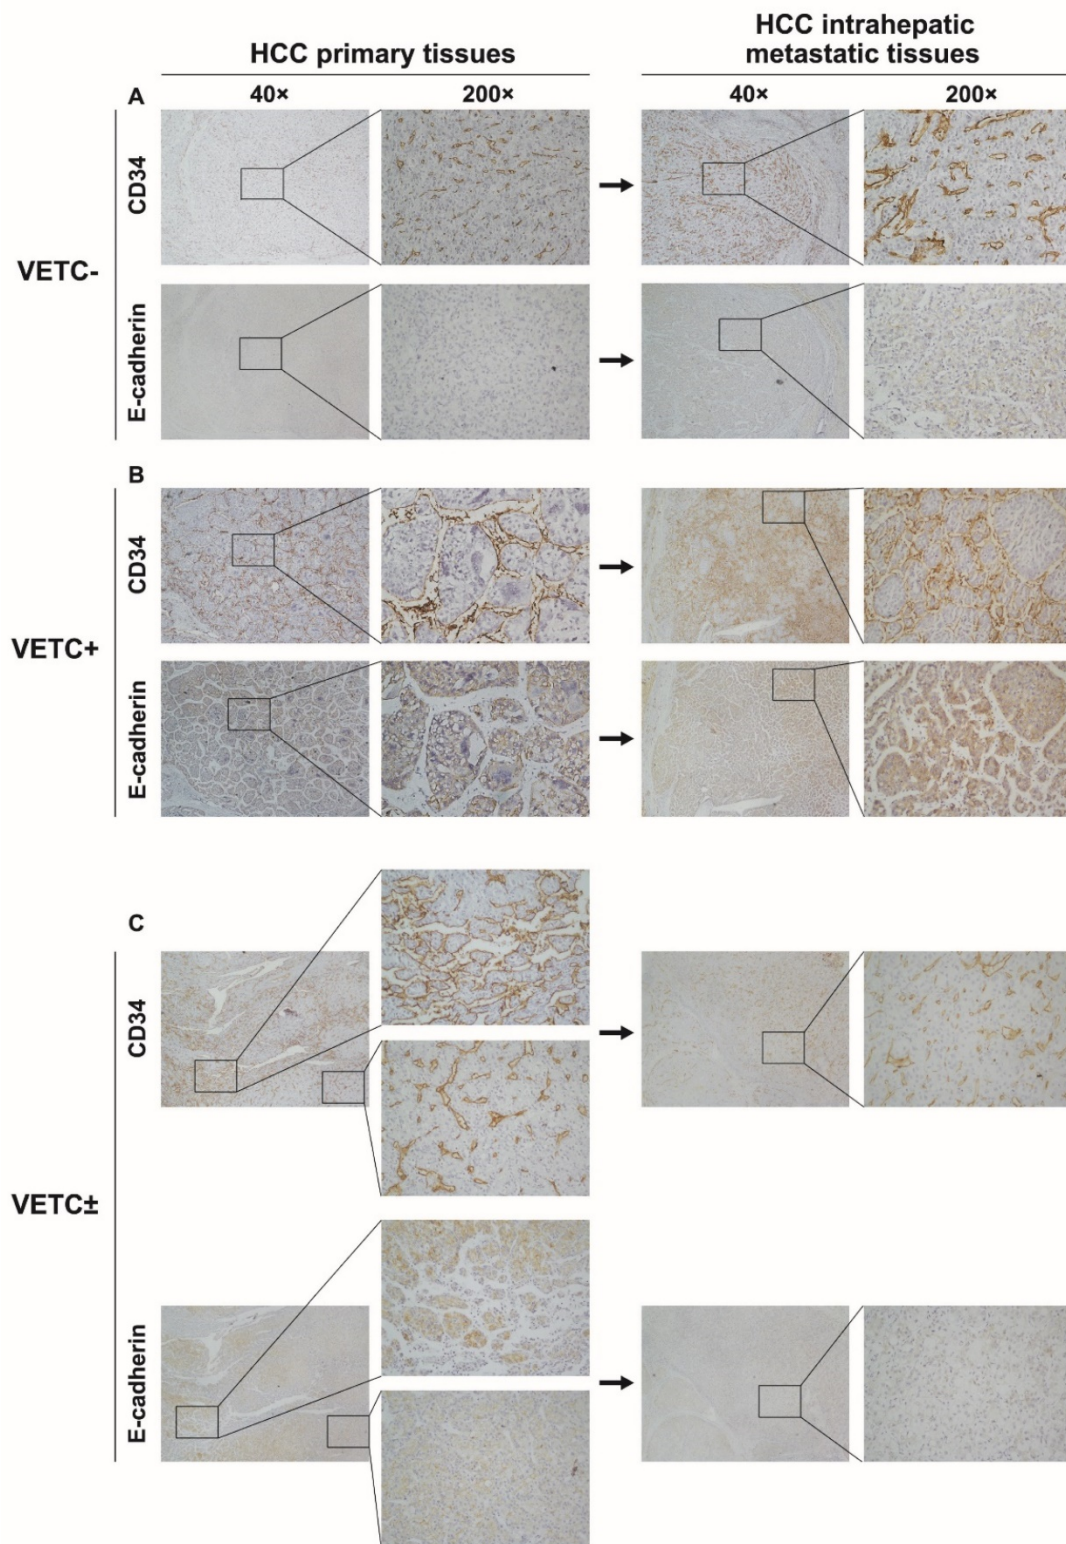 HCC primary tissues
HCC intrahepatic
metastatic tissues
A
40×
200×
40×
200×
VETC-
CD34
E-cadherin
B
VETC+
CD34
E-cadherin
C
VETC±
CD34
E-cadherin